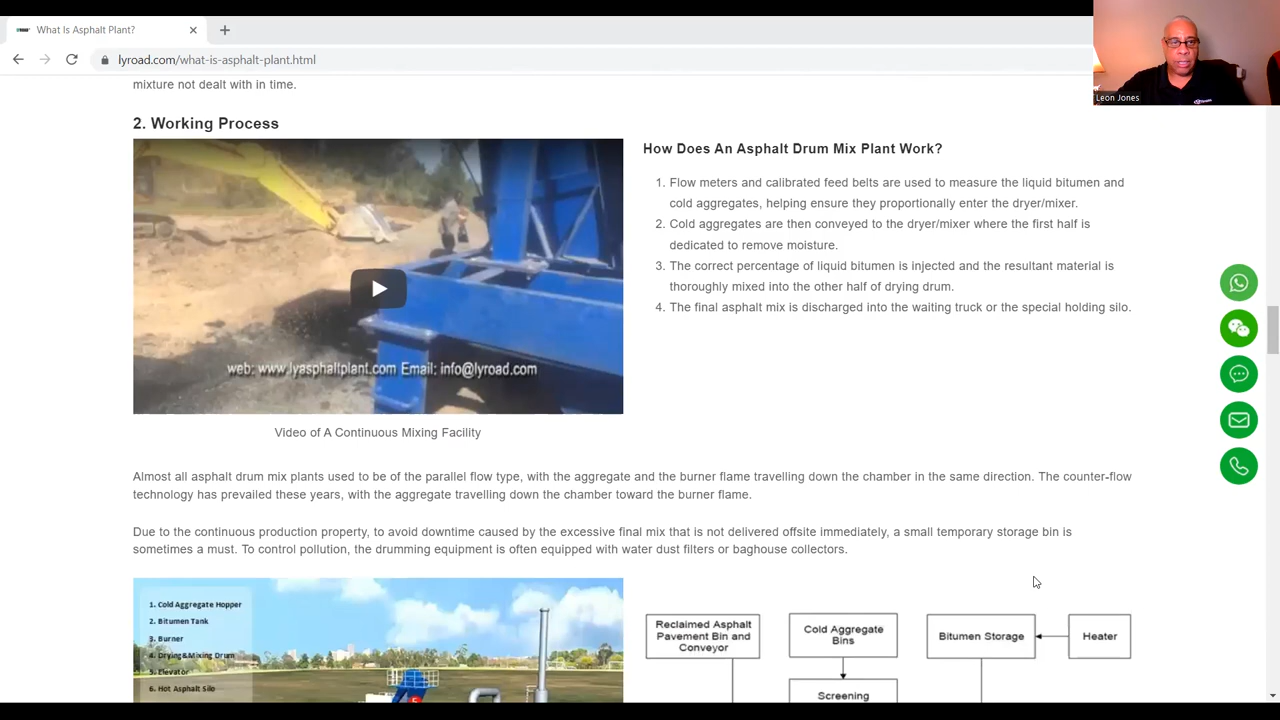 What Is Asphalt Plant?
lyroad.com/what-is-asphalt-plant.html
Leon Jones
mixture not dealt with in time.
2. Working Process
web: www.lyasphaltplant.com Email: info@lyroad.com
Video of A Continuous Mixing Facility
How Does An Asphalt Drum Mix Plant Work?
1. Flow meters and calibrated feed belts are used to measure the liquid bitumen and
cold aggregates, helping ensure they proportionally enter the dryer/mixer.
2. Cold aggregates are then conveyed to the dryer/mixer where the first half is
dedicated to remove moisture.
3. The correct percentage of liquid bitumen is injected and the resultant material is
thoroughly mixed into the other half of drying drum.
4. The final asphalt mix is discharged into the waiting truck or the special holding silo.
Almost all asphalt drum mix plants used to be of the parallel flow type, with the aggregate and the burner flame travelling down the chamber in the same direction. The counter-flow
technology has prevailed these years, with the aggregate travelling down the chamber toward the burner flame.
Due to the continuous production property, to avoid downtime caused by the excessive final mix that is not delivered offsite immediately, a small temporary storage bin is
sometimes a must. To control pollution, the drumming equipment is often equipped with water dust filters or baghouse collectors.
1. Cold Aggregate Hopper
2. Bitumen Tank
3. Burner
4. Drying&Mixing Drum
5. Elevator
6. Hot Asphalt Silo
Reclaimed Asphalt
Pavement Bin and
Conveyor
Cold Aggregate
Bins
Bitumen Storage
Heater
Screening